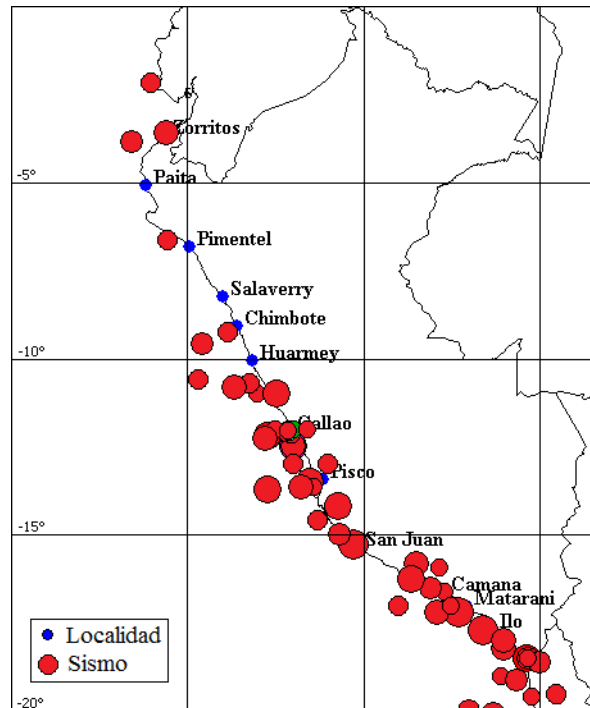 Zorritos
-5°
Paita
Pimentel
Salaverry
Chimbote
-10°
Huarmey
Callao
Pisco
-15°
San Juan
Camana
Matarani
Ilo
Localidad
Sismo
-20°